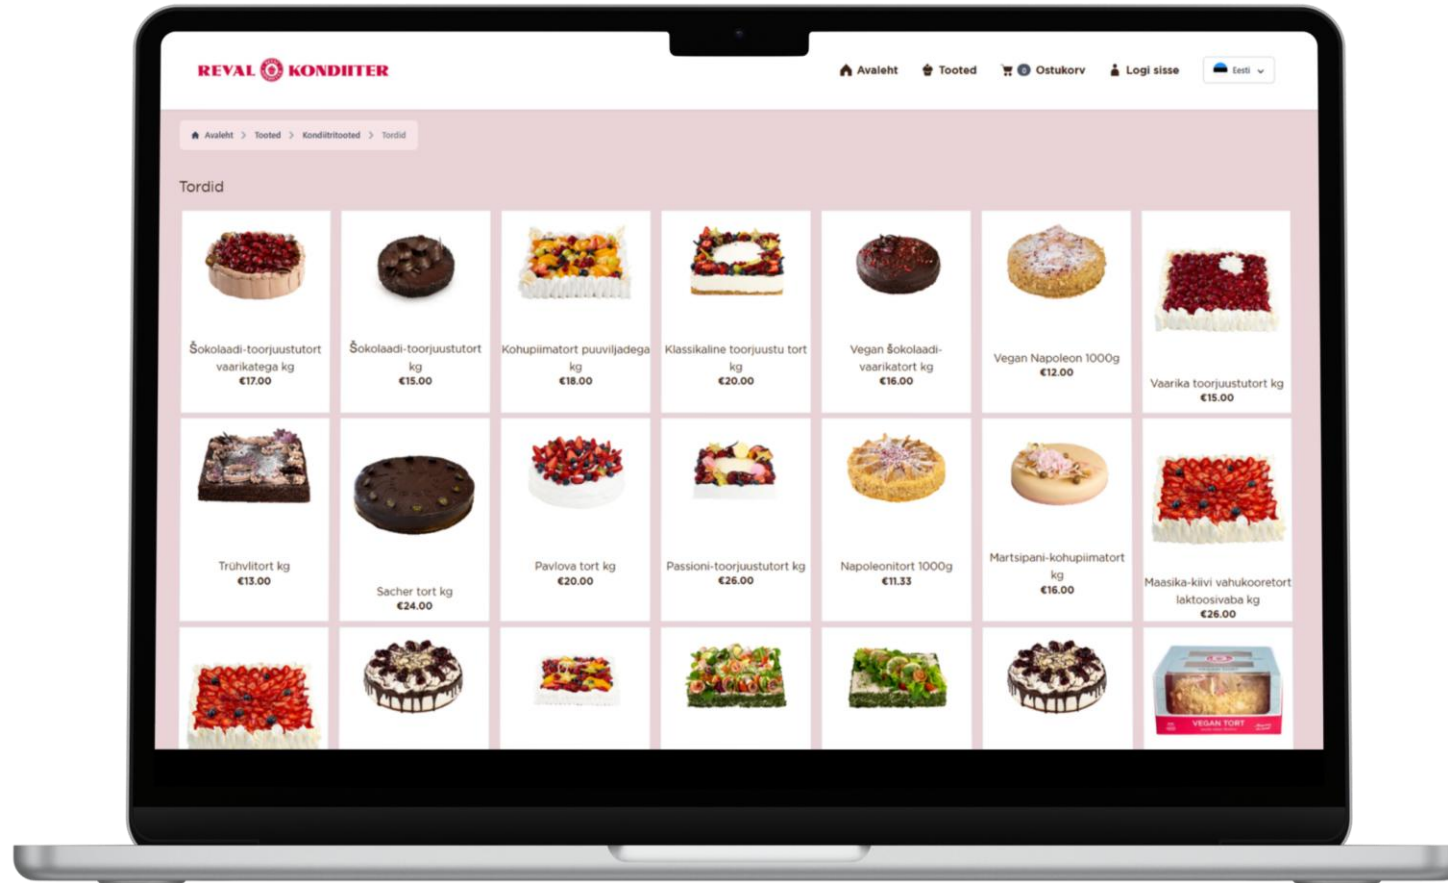 REVAL KONDIITER
Avaleht Tooted 0 Ostukorv Logi sisse Eesti
Avaleht > Tooted > Kondiitritooted > Tordid
Tordid
Šokolaadi-toorjuustutort
vaarikatega kg
€17.00
Šokolaadi-toorjuustutort
kg
€15.00
Kohupiimatort puuviljadega
kg
€18.00
Klassikaline toorjuustu tort
kg
€20.00
Vegan šokolaadi-
vaarikatort kg
€16.00
Vegan Napoleon 1000g
€12.00
Vaarika toorjuustutort kg
€15.00
Trühvlitort kg
€13.00
Sacher tort kg
€24.00
Pavlova tort kg
€20.00
Passioni-toorjuustutort kg
€26.00
Napoleonitort 1000g
€11.33
Martsipani-kohupiimatort
kg
€16.00
Maasika-kiivi vahukooretort
laktoosivaba kg
€26.00
VEGAN TORT